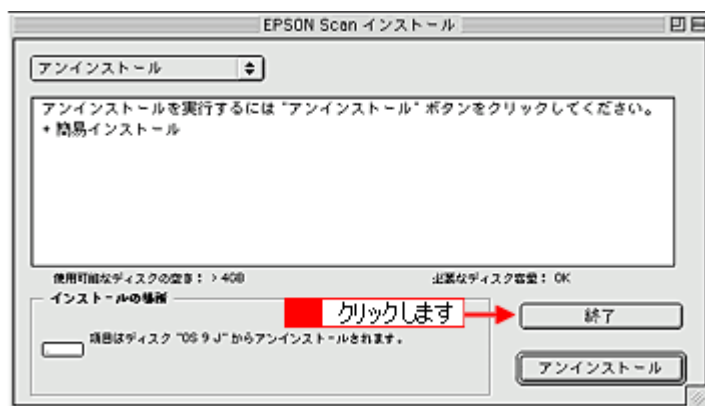 EPSON Scan インストール
アンインストール
アンインストールを実行するには "アンインストール" ボタンをクリックしてください。
+ 簡易インストール
使用可能なディスクの空き： > 4GB
必要なディスク容量： OK
インストールの場所
クリックします
終了
項目はディスク "OS 9 J" からアンインストールされます。
アンインストール